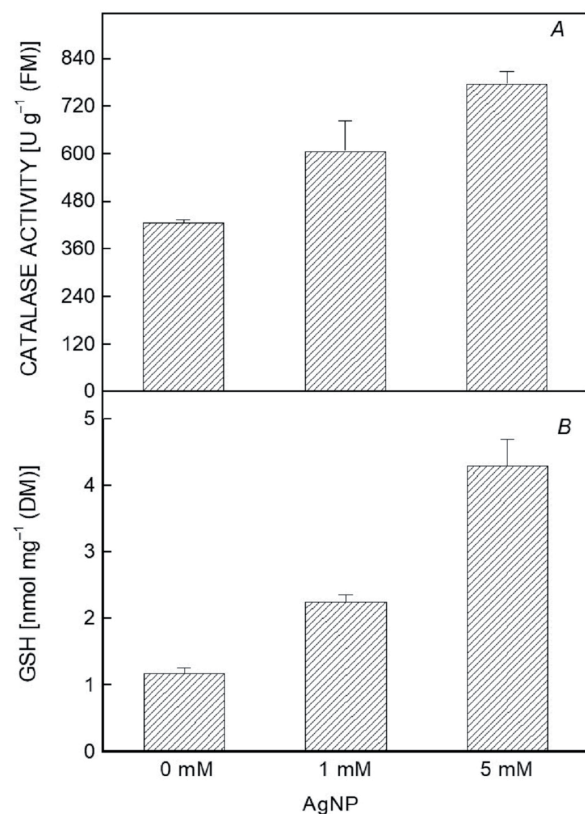 A
CATALASE ACTIVITY [U g⁻¹ (FM)]
840
720
600
480
360
240
120
0
B
GSH [nmol mg⁻¹ (DM)]
5
4
3
2
1
0
0 mM 1 mM 5 mM
AgNP